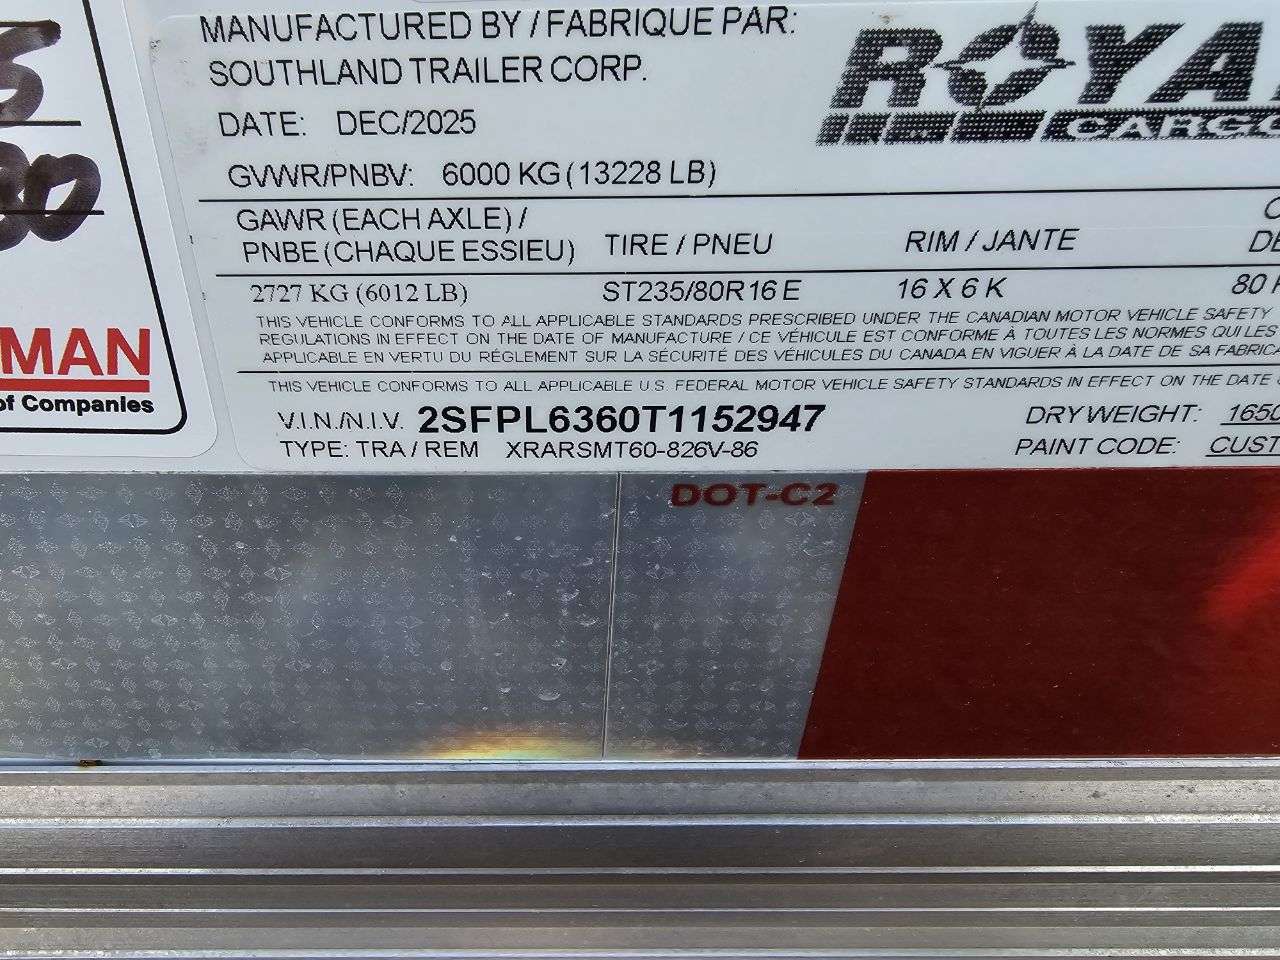 MANUFACTURED BY / FABRIQUE PAR:
SOUTHLAND TRAILER CORP.
ROYA
CARGO
DATE: DEC/2025
GVWR/PNBV: 6000 KG (13228 LB)
GAWR (EACH AXLE) /
PNBE (CHAQUE ESSIEU) TIRE / PNEU RIM / JANTE
2727 KG (6012 LB) ST235/80R16 E 16 X 6 K 80
THIS VEHICLE CONFORMS TO ALL APPLICABLE STANDARDS PRESCRIBED UNDER THE CANADIAN MOTOR VEHICLE SAFETY
REGULATIONS IN EFFECT ON THE DATE OF MANUFACTURE / CE VÉHICULE EST CONFORME À TOUTES LES NORMES QUI LES
APPLICABLE EN VERTU DU RÉGLEMENT SUR LA SÉCURITÉ DES VÉHICULES DU CANADA EN VIGUER À LA DATE DE SA FABRICA
THIS VEHICLE CONFORMS TO ALL APPLICABLE U.S. FEDERAL MOTOR VEHICLE SAFETY STANDARDS IN EFFECT ON THE DATE
V.I.N./N.I.V. 2SFPL6360T1152947 DRY WEIGHT: 1650
TYPE: TRA / REM XRARSMT60-826V-86 PAINT CODE: CUST
MAN
of Companies
DOT-C2